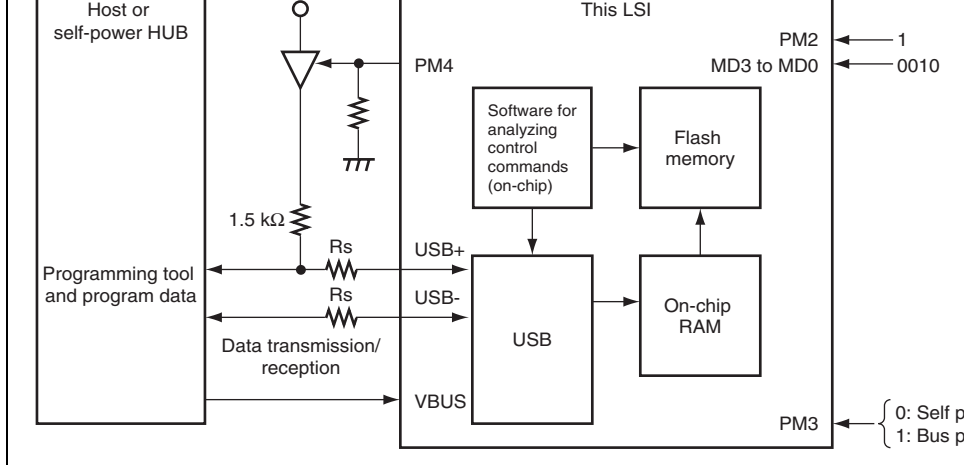 Host or
self-power HUB
This LSI
PM2
1
PM4
MD3 to MD0
0010
Software for
analyzing
control
commands
(on-chip)
Flash
memory
1.5 kΩ
Rs
USB+
Programming tool
and program data
Rs
USB-
On-chip
RAM
USB
Data transmission/
reception
VBUS
PM3
0: Self
1: Bus